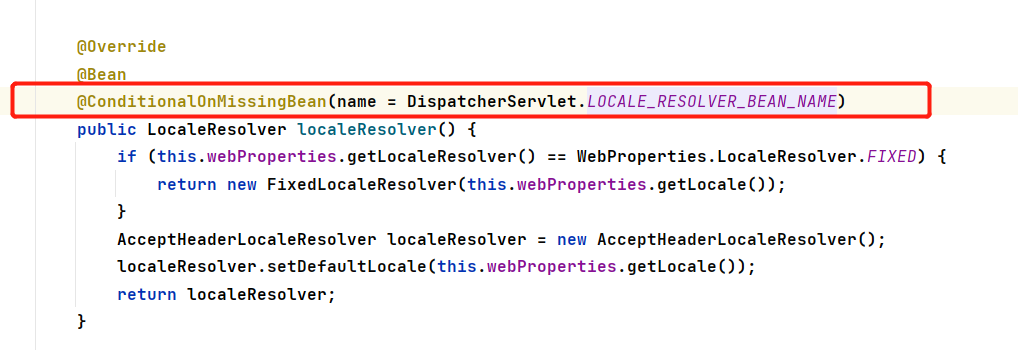 @Override
@Bean
@ConditionalOnMissingBean(name = DispatcherServlet.LOCALE_RESOLVER_BEAN_NAME)
public LocaleResolver localeResolver() {
    if (this.webProperties.getLocaleResolver() == WebProperties.LocaleResolver.FIXED) {
        return new FixedLocaleResolver(this.webProperties.getLocale());
    }
    AcceptHeaderLocaleResolver localeResolver = new AcceptHeaderLocaleResolver();
    localeResolver.setDefaultLocale(this.webProperties.getLocale());
    return localeResolver;
}